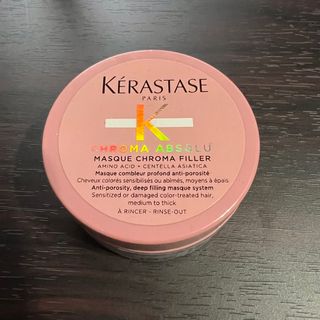 KÉRASTASE
PARIS
K
CHROMA ABSOLU
MASQUE CHROMA FILLER
AMINO ACID + CENTELLA ASIATICA
Masque combleur profond anti-porosité
Cheveux colorés sensibilisés ou abîmés, moyens à épais
Anti-porosity, deep filling masque system
Sensitized or damaged color-treated hair,
medium to thick
À RINCER - RINSE-OUT